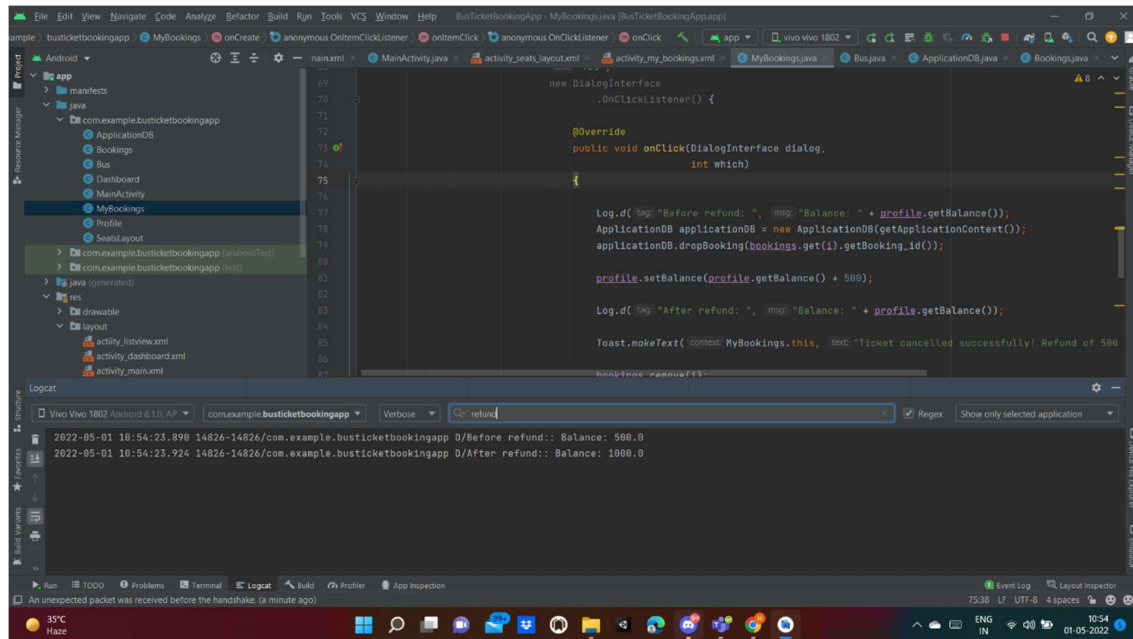 File Edit View Navigate Code Analyze Refactor Build Run Tools VCS Window Help BusTicketBookingApp - MyBookings.java [BusTicketBookingApp.app]
busticketbookingapp MyBookings onCreate anonymous OnItemClickListener onItemClick anonymous OnClickListener onClick app vivo vivo 1802
Android main.xml MainActivity.java activity_seats_layout.xml activity_my_bookings.xml MyBookings.java Bus.java ApplicationDB.java Bookings.java
Project
Resource Manager
app
manifests
java
com.example.busticketbookingapp
ApplicationDB
Bookings
Bus
Dashboard
MainActivity
MyBookings
Profile
SeatsLayout
com.example.busticketbookingapp (androidTest)
com.example.busticketbookingapp (test)
java (generated)
res
drawable
layout
actiity_listview.xml
activity_dashboard.xml
activity_main.xml
8
69 new DialogInterface
70 .OnClickListener() {
71
72 @Override
73 public void onClick(DialogInterface dialog,
74 int which)
75 {
76
77 Log.d( tag: "Before refund: ", msg: "Balance: " + profile.getBalance());
78 ApplicationDB applicationDB = new ApplicationDB(getApplicationContext());
79 applicationDB.dropBooking(bookings.get(i).getBooking_id());
80
81 profile.setBalance(profile.getBalance() + 500);
82
83 Log.d( tag: "After refund: ", msg: "Balance: " + profile.getBalance());
84
85 Toast.makeText( context: MyBookings.this, text: "Ticket cancelled successfully! Refund of 500
86
87 bookings.remove(i);
Logcat
Vivo Vivo 1802 Android 8.1.0, AP com.example.busticketbookingapp Verbose refund Regex Show only selected application
2022-05-01 10:54:23.890 14826-14826/com.example.busticketbookingapp D/Before refund:: Balance: 500.0
2022-05-01 10:54:23.924 14826-14826/com.example.busticketbookingapp D/After refund:: Balance: 1000.0
Structure
Favorites
Build Variants
Run TODO Problems Terminal Logcat Build Profiler App Inspection 1 Event Log Layout Inspector
An unexpected packet was received before the handshake. (a minute ago) 75:38 LF UTF-8 4 spaces
35°C
Haze
99+
ENG
IN
10:54
01-05-2022